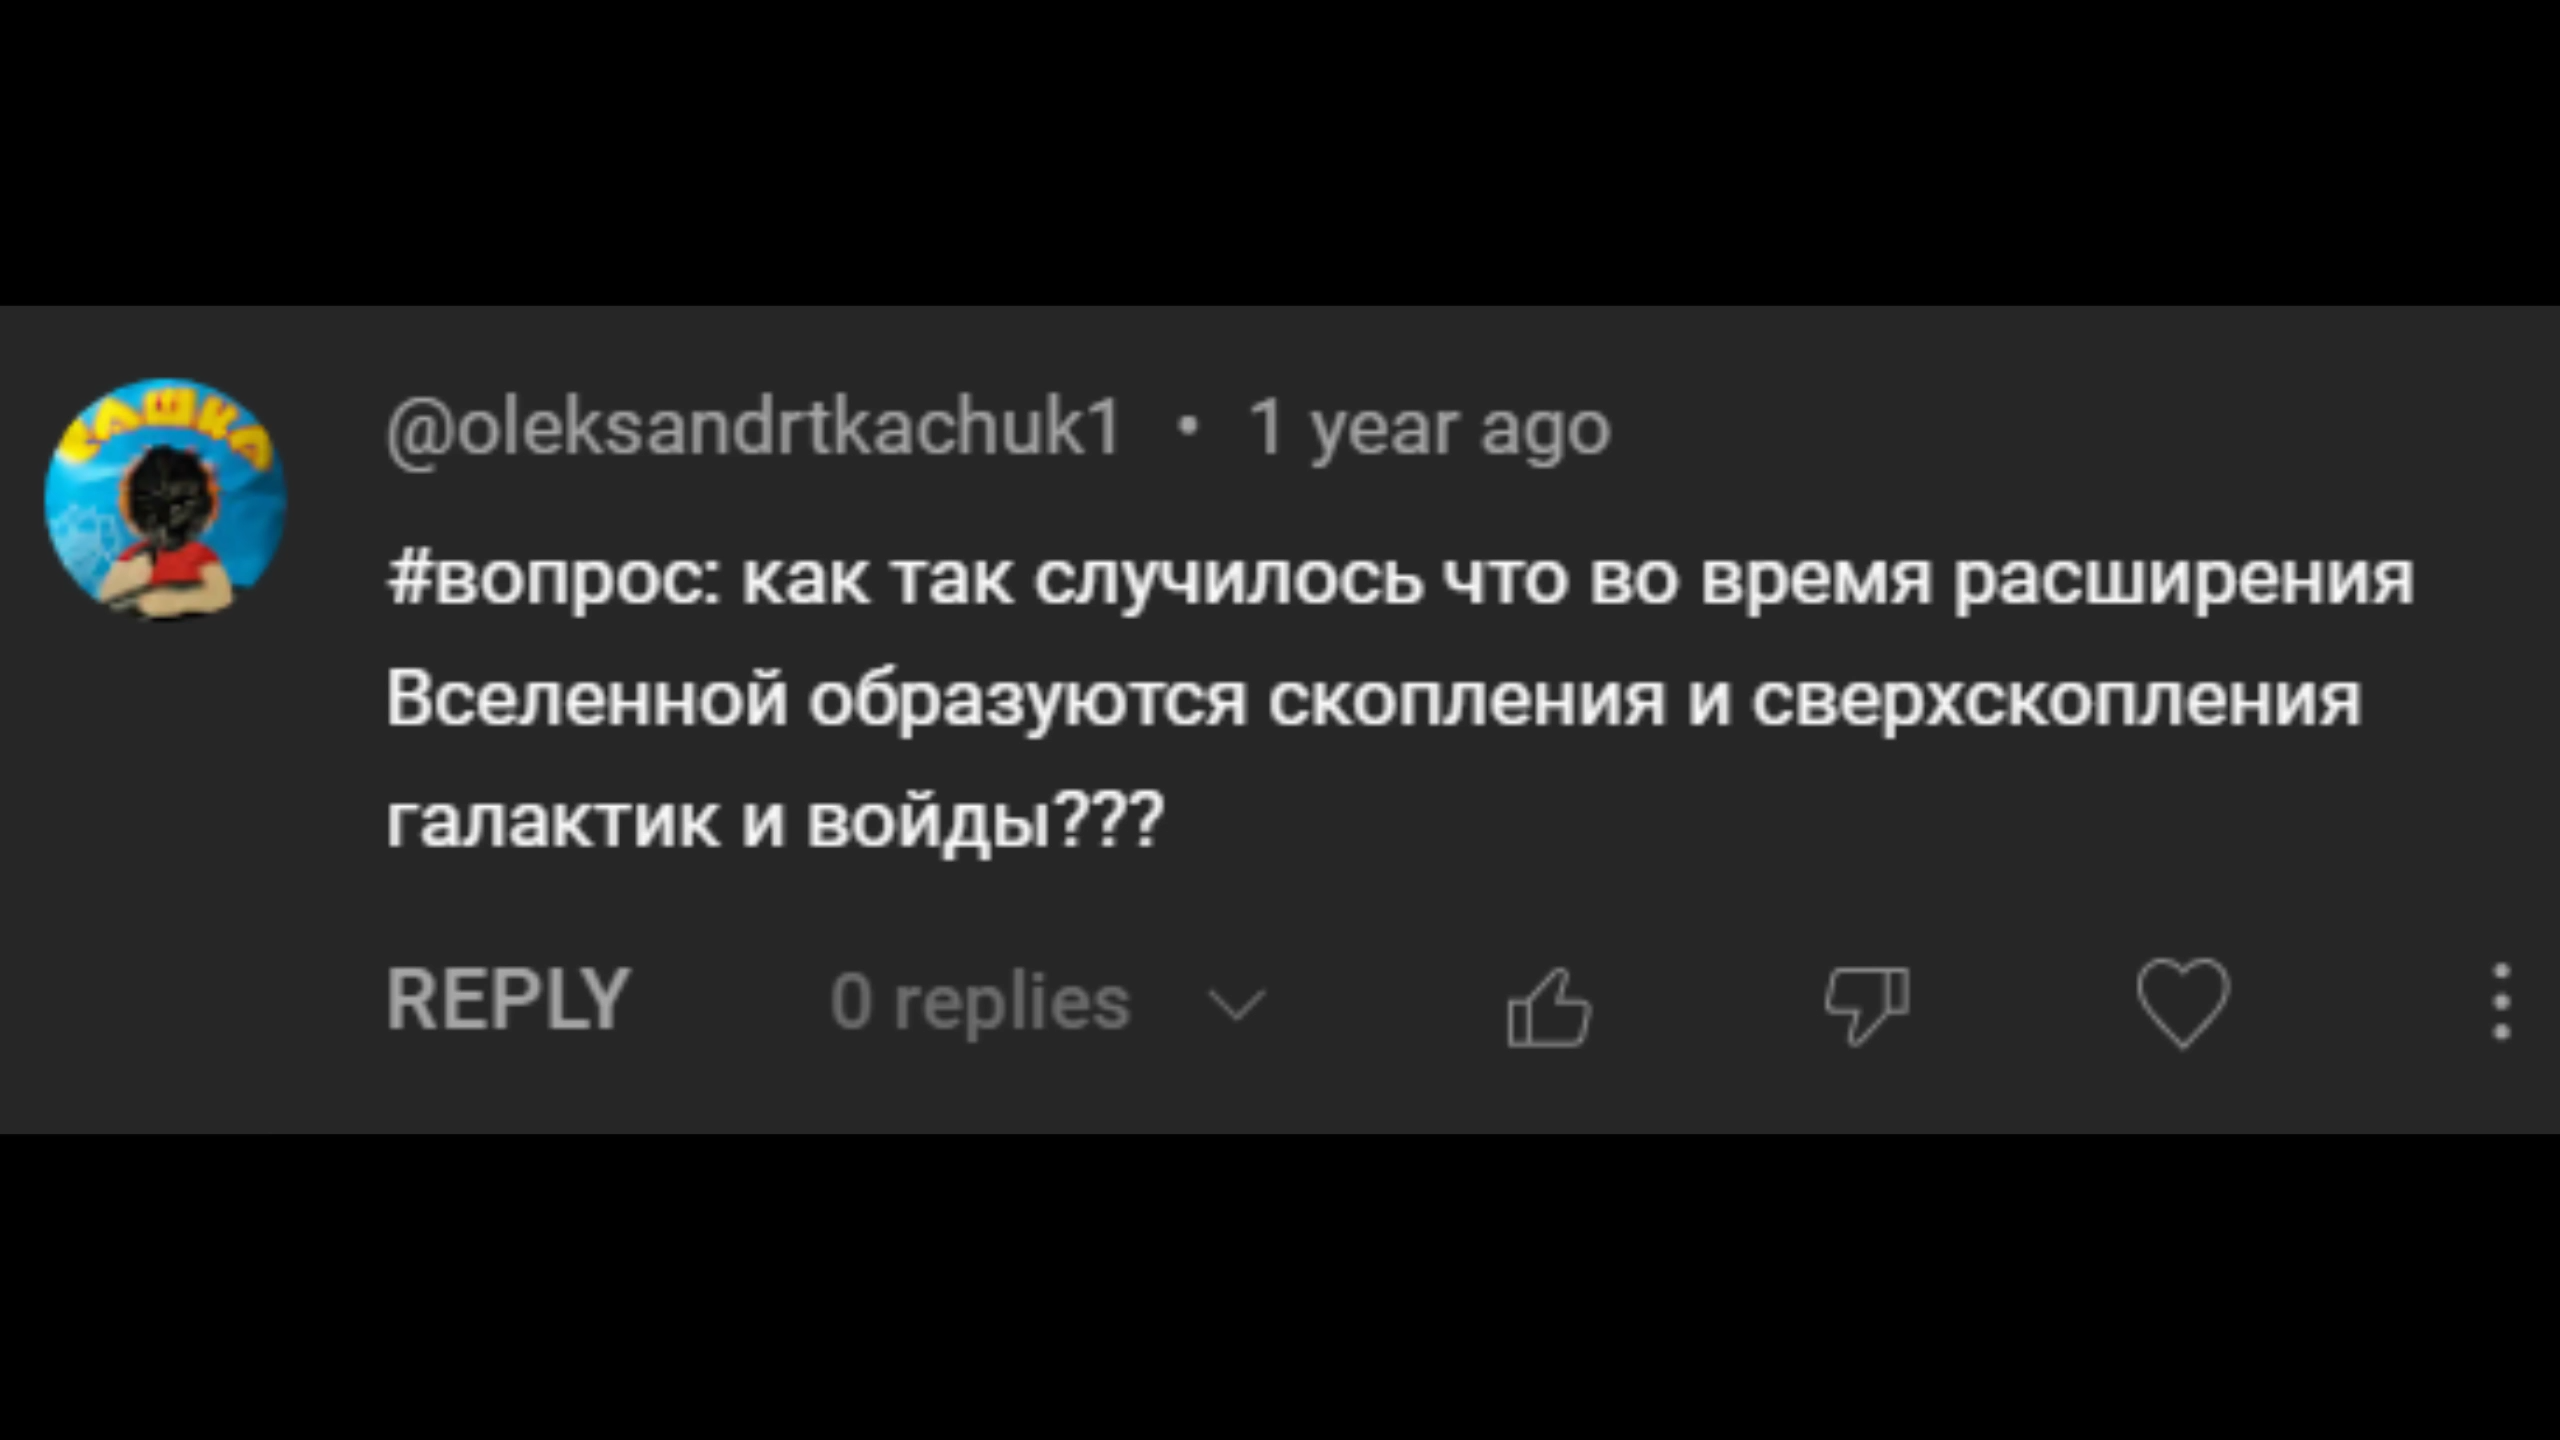 КАШКА
@oleksandrtkachuk1 • 1 year ago
#вопрос: как так случилось что во время расширения
Вселенной образуются скопления и сверхскопления
галактик и войды???
REPLY 0 replies